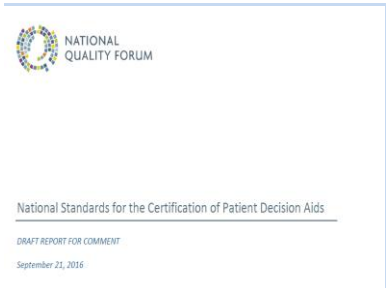 NATIONAL
QUALITY FORUM
National Standards for the Certification of Patient Decision Aids
DRAFT REPORT FOR COMMENT
September 21, 2016